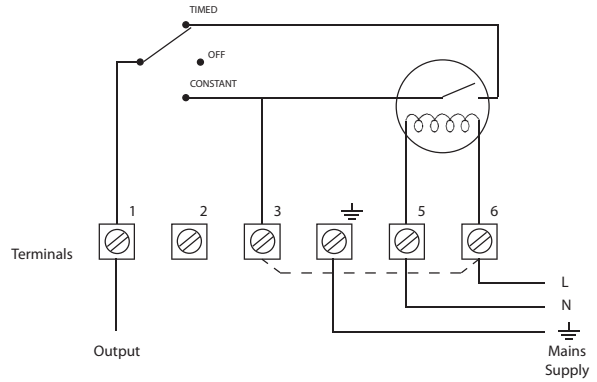 TIMED
OFF
CONSTANT
1
2
3
5
6
Terminals
L
N
Output
Mains
Supply